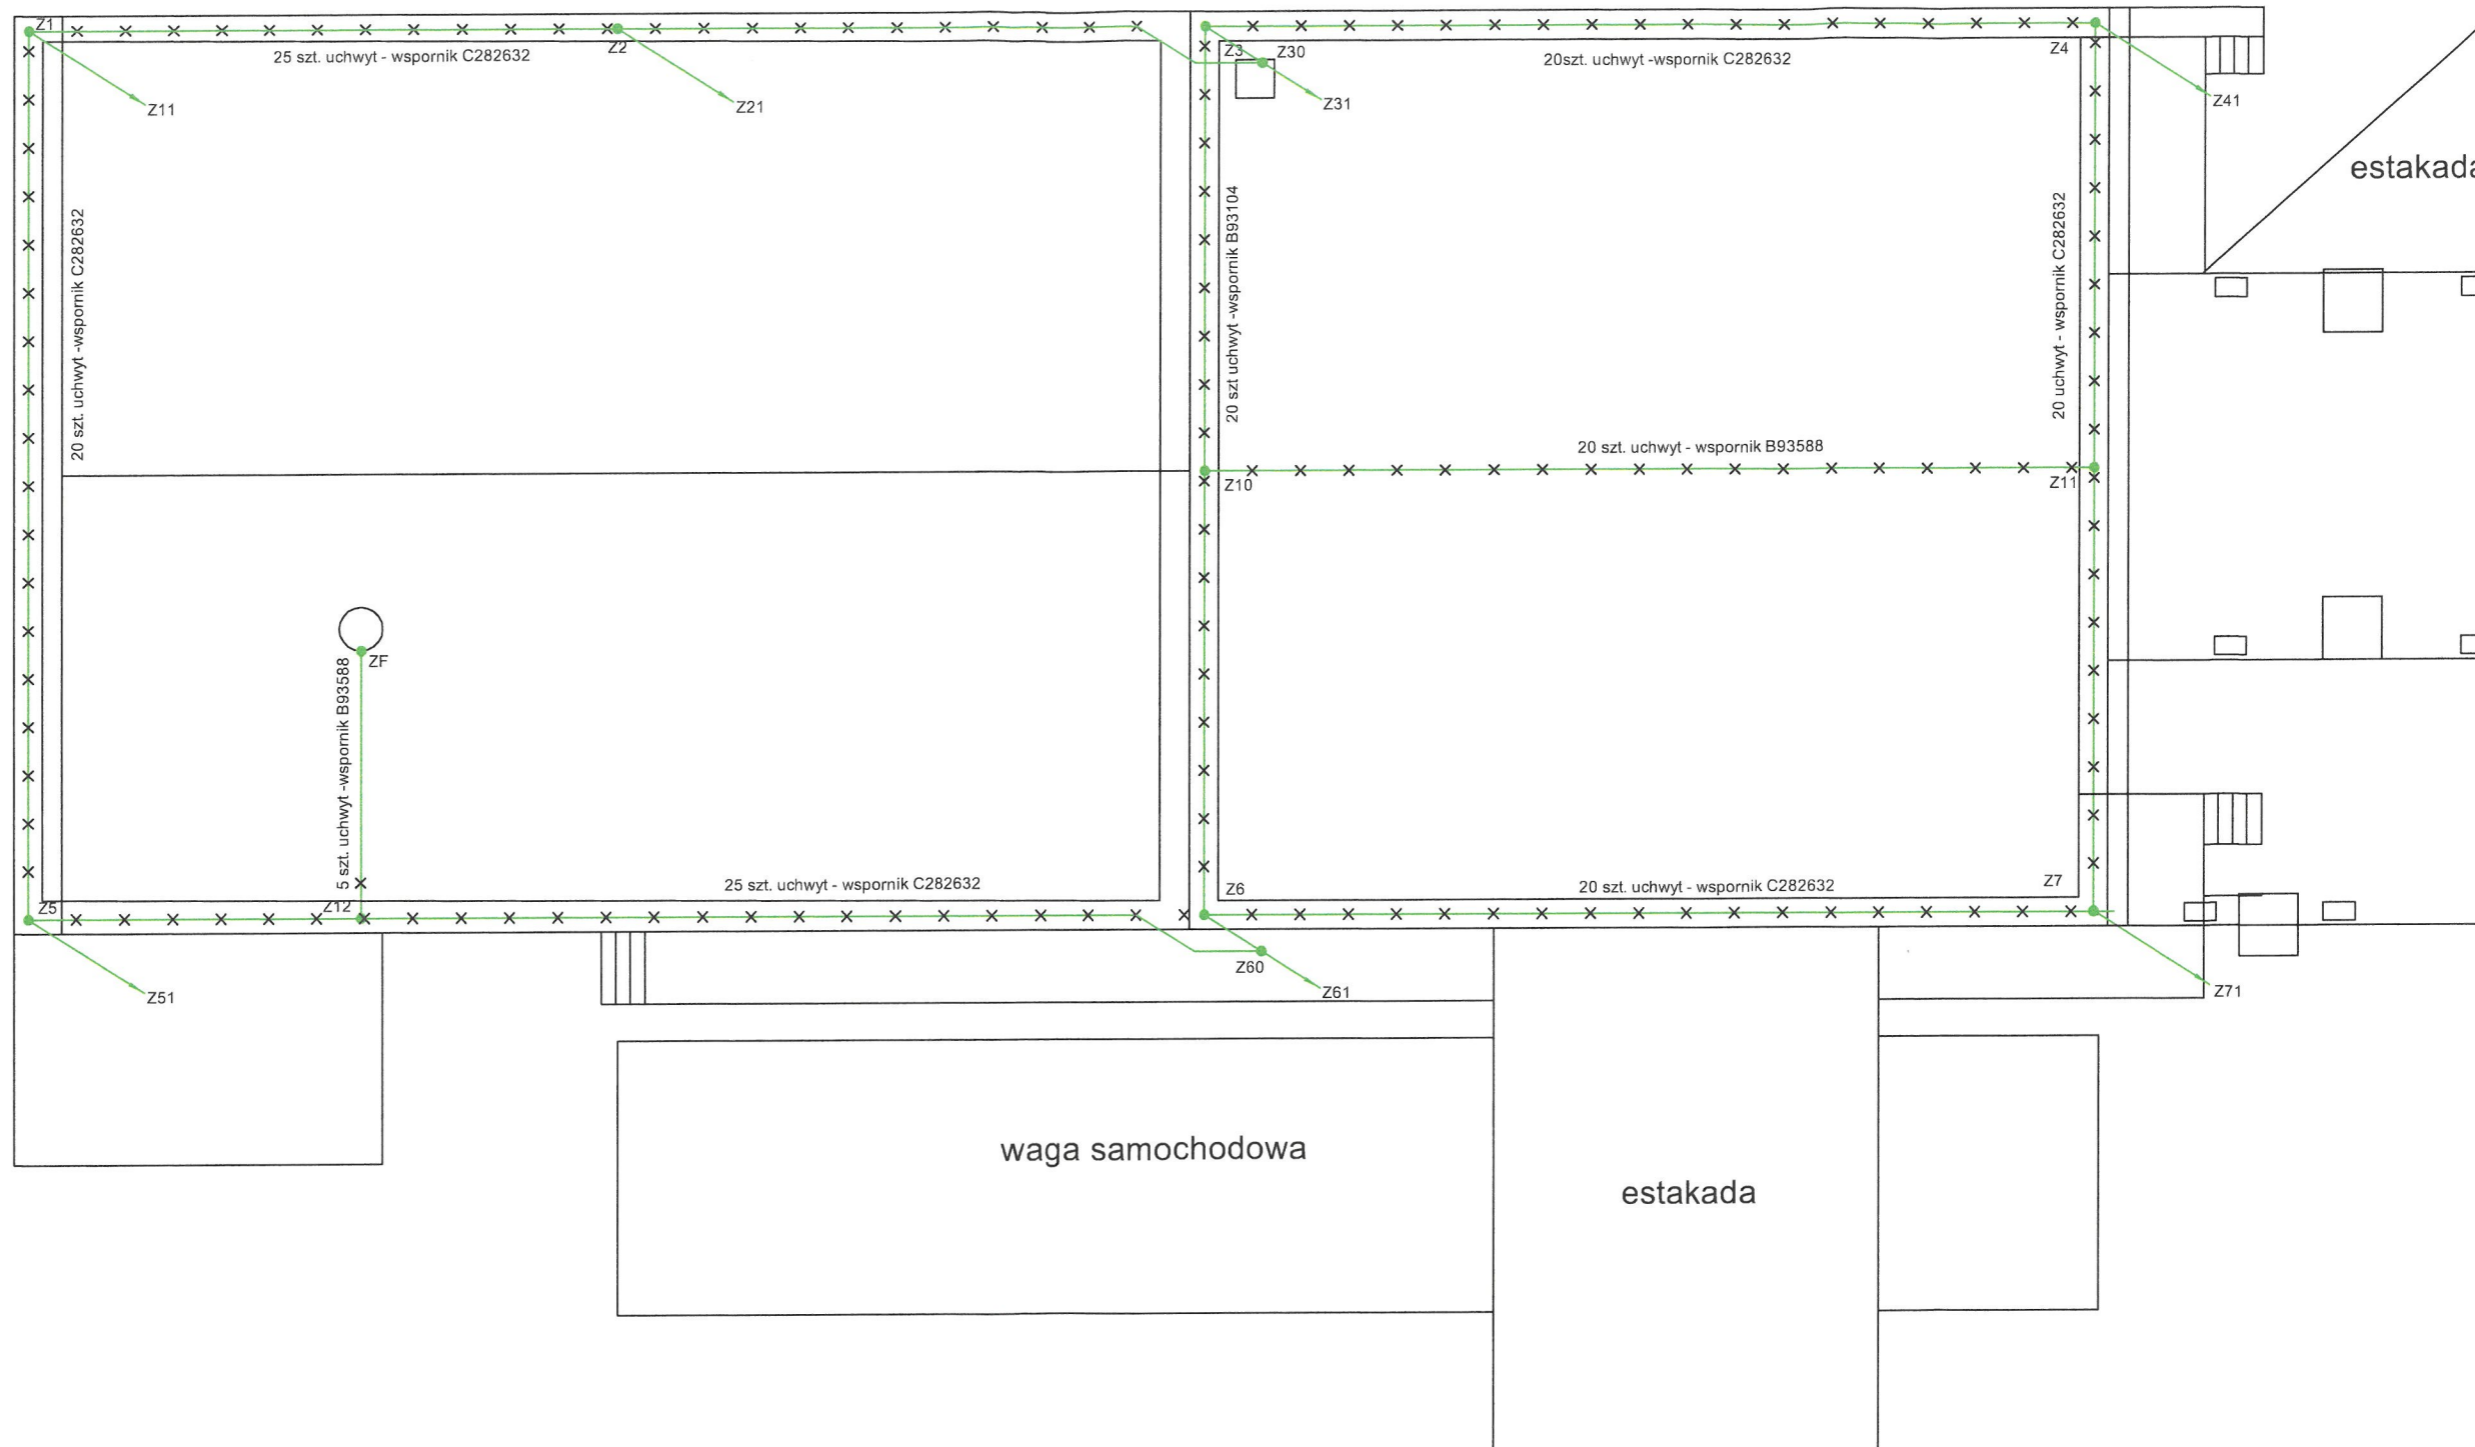 Z1
25 szt. uchwyt - wspornik C282632
Z2
Z3
Z30
20szt. uchwyt -wspornik C282632
Z4
Z11
Z21
Z31
Z41
estakada
20 szt. uchwyt -wspornik C282632
20 szt uchwyt -wspornik B93104
20 uchwyt - wspornik C282632
20 szt. uchwyt - wspornik B93588
Z10
Z11
ZF
5 szt. uchwyt -wspornik B93588
25 szt. uchwyt - wspornik C282632
Z6
20 szt. uchwyt - wspornik C282632
Z7
Z5
Z12
Z60
Z51
Z61
Z71
waga samochodowa
estakada